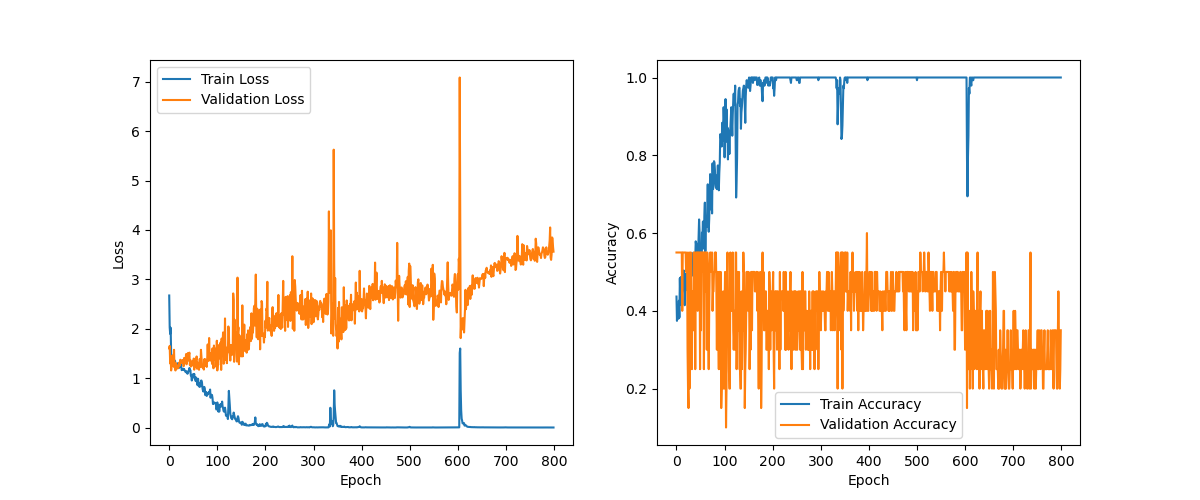 Train Loss
Validation Loss
7
6
5
4
3
2
1
0
Loss
0 100 200 300 400 500 600 700 800
Epoch
1.0
0.8
0.6
0.4
0.2
Accuracy
Train Accuracy
Validation Accuracy
0 100 200 300 400 500 600 700 800
Epoch